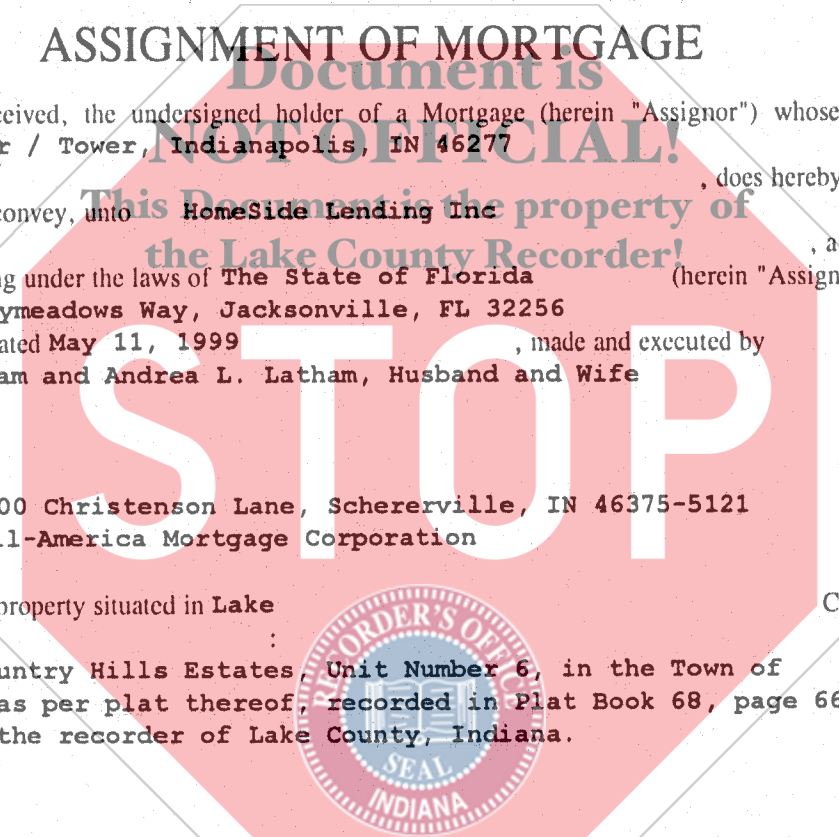 ASSIGNMENT OF MORTGAGE
Document is
ceived, the undersigned holder of a Mortgage (herein "Assignor") whose
NOT OFFICIAL!
r / Tower, Indianapolis, IN 46277
, does hereby
This Document is the property of
convey, unto HomeSide Lending Inc
the Lake County Recorder!
, a
ng under the laws of The State of Florida (herein "Assign
ymeadows Way, Jacksonville, FL 32256
ated May 11, 1999 , made and executed by
am and Andrea L. Latham, Husband and Wife
STOP
00 Christenson Lane, Schererville, IN 46375-5121
ll-America Mortgage Corporation
property situated in Lake C
:
untry Hills Estates, Unit Number 6, in the Town of
as per plat thereof, recorded in Plat Book 68, page 66
the recorder of Lake County, Indiana.
RECORDER'S OFFICE
SEAL
INDIANA